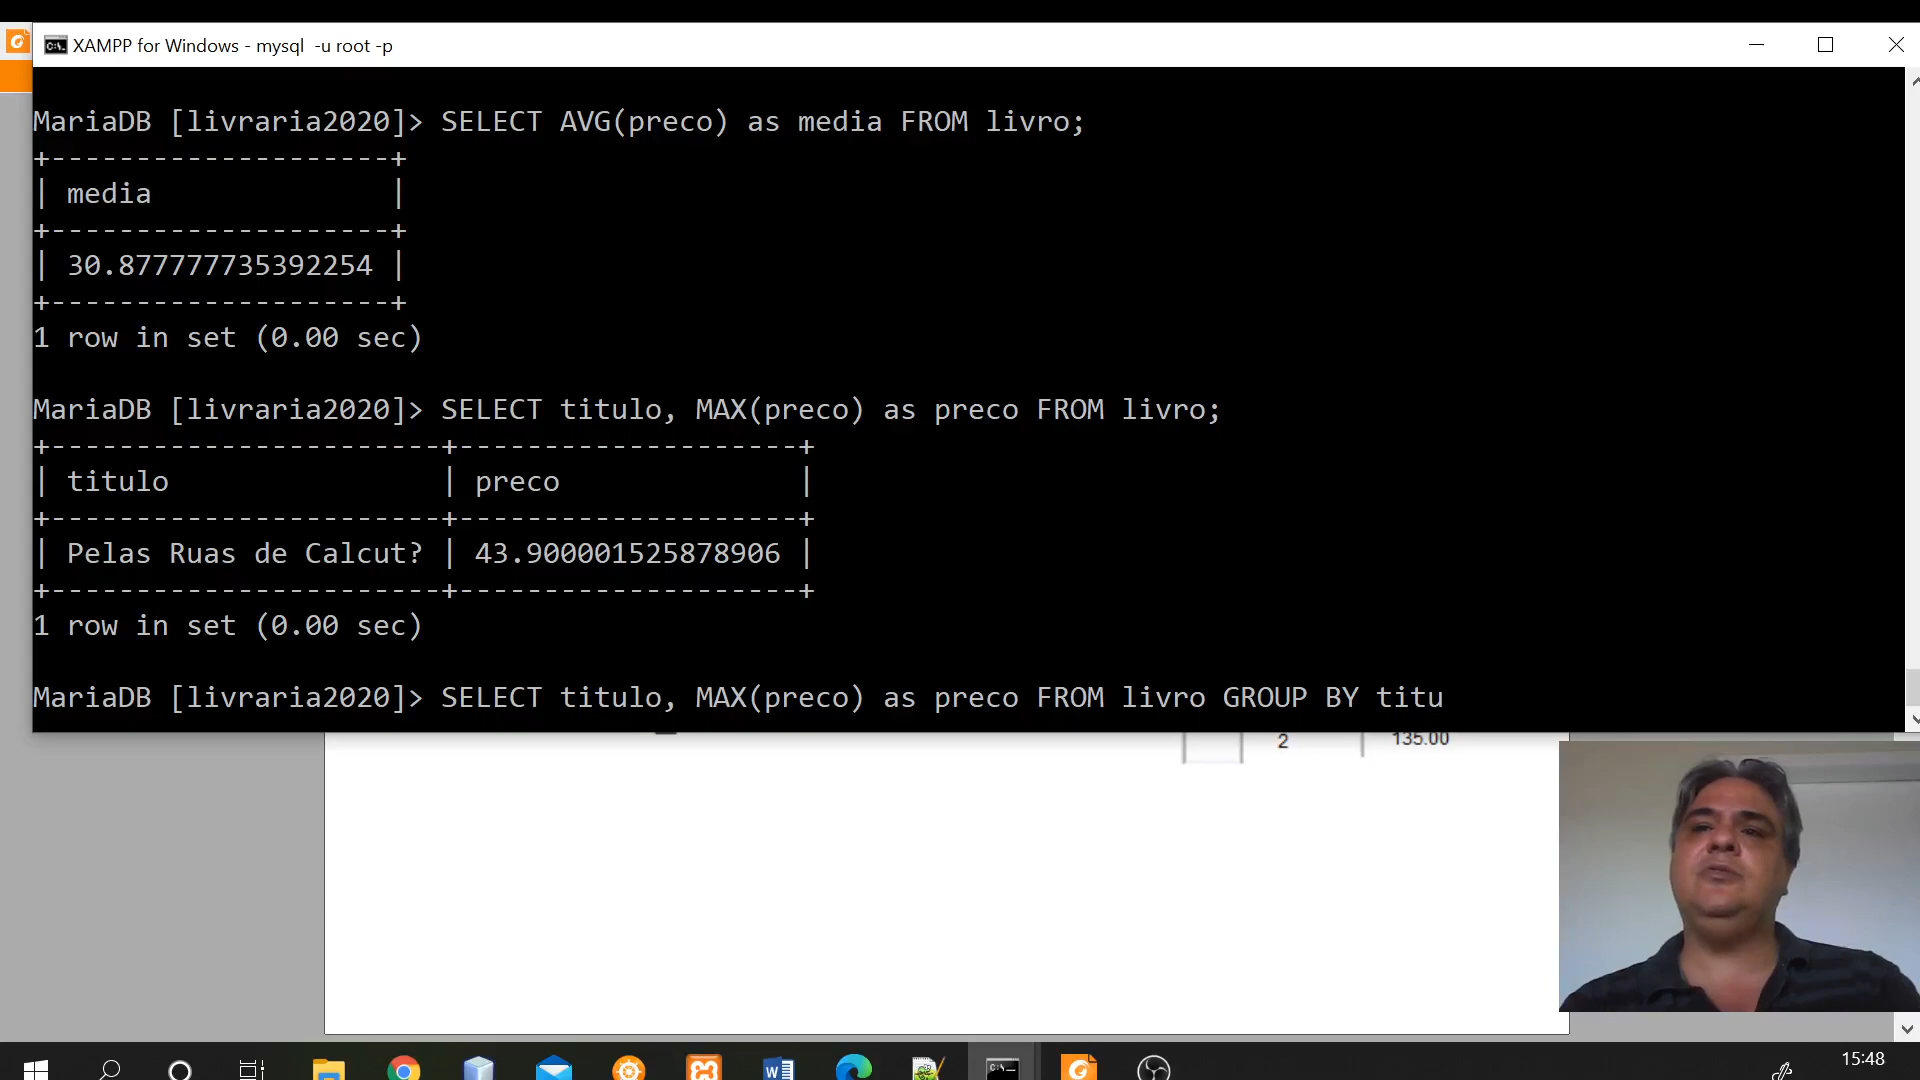 XAMPP for Windows - mysql  -u root -p
MariaDB [livraria2020]> SELECT AVG(preco) as media FROM livro;
+-------------------+
| media             |
+-------------------+
| 30.877777735392254 |
+-------------------+
1 row in set (0.00 sec)
MariaDB [livraria2020]> SELECT titulo, MAX(preco) as preco FROM livro;
+-----------------------+--------------------+
| titulo                | preco              |
+-----------------------+--------------------+
| Pelas Ruas de Calcut? | 43.900001525878906 |
+-----------------------+--------------------+
1 row in set (0.00 sec)
MariaDB [livraria2020]> SELECT titulo, MAX(preco) as preco FROM livro GROUP BY titu
2 135.00
15:48